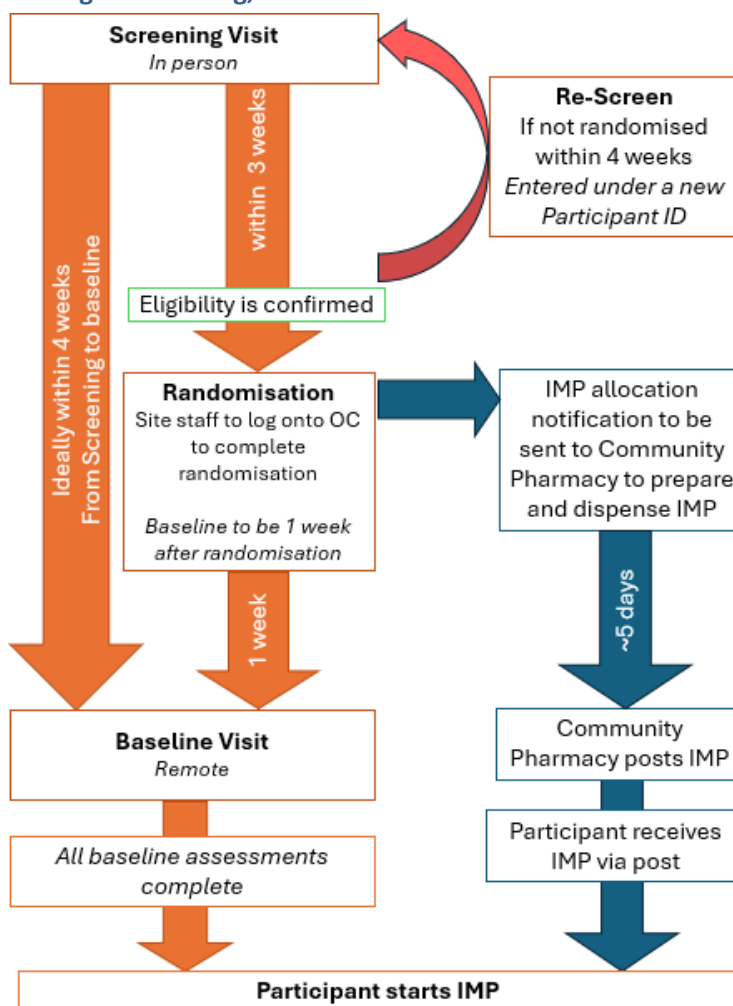 Screening Visit
In person
Re-Screen
If not randomised
within 4 weeks
Entered under a new
Participant ID
within 3 weeks
Ideally within 4 weeks
From Screening to baseline
Eligibility is confirmed
Randomisation
Site staff to log onto OC
to complete
randomisation
Baseline to be 1 week
after randomisation
IMP allocation
notification to be
sent to Community
Pharmacy to prepare
and dispense IMP
1 week
~5 days
Baseline Visit
Remote
Community
Pharmacy posts IMP
All baseline assessments
complete
Participant receives
IMP via post
Participant starts IMP